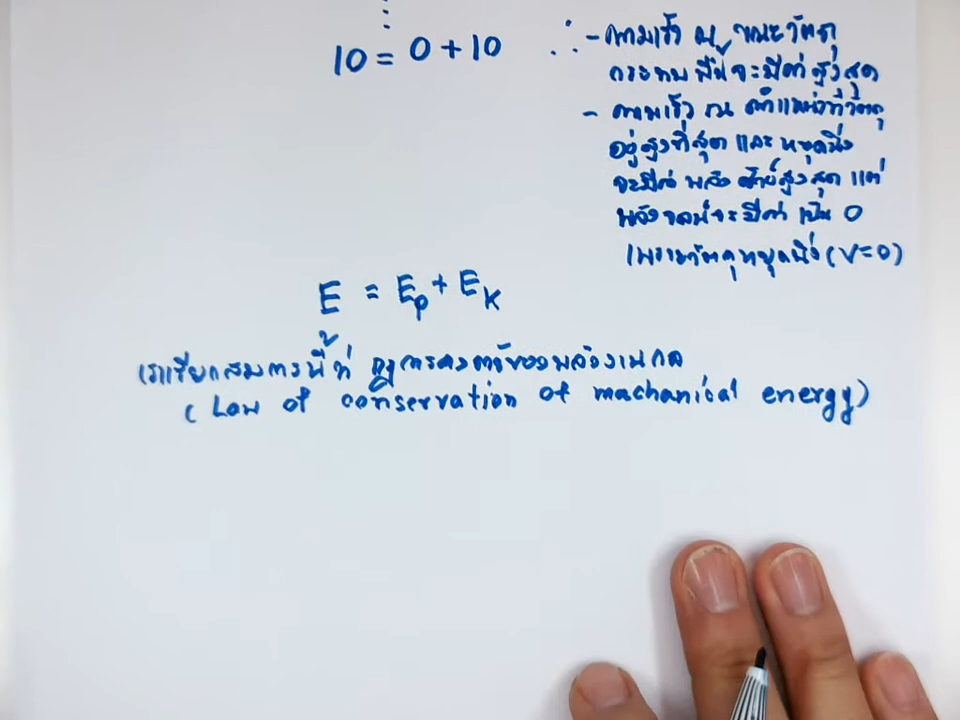 ⋮
10 = 0 + 10
∴ - ความเร็ว ณ ขณะวัตถุ
กระทบพื้นจะมีค่าสูงสุด
- ความเร็ว ณ ตำแหน่งที่วัตถุ
อยู่สูงที่สุด และ หยุดนิ่ง
จะมีค่า พลัง ศักย์สูงสุด แต่
พลังจลน์จะมีค่า เป็น 0
เพราะวัตถุหยุดนิ่ง (V=0)
E = Ep + EK
เราเรียกสมการนี้ว่า กฎการคงตัวของพลังงานกล
( Law of conservation of machanical energy)